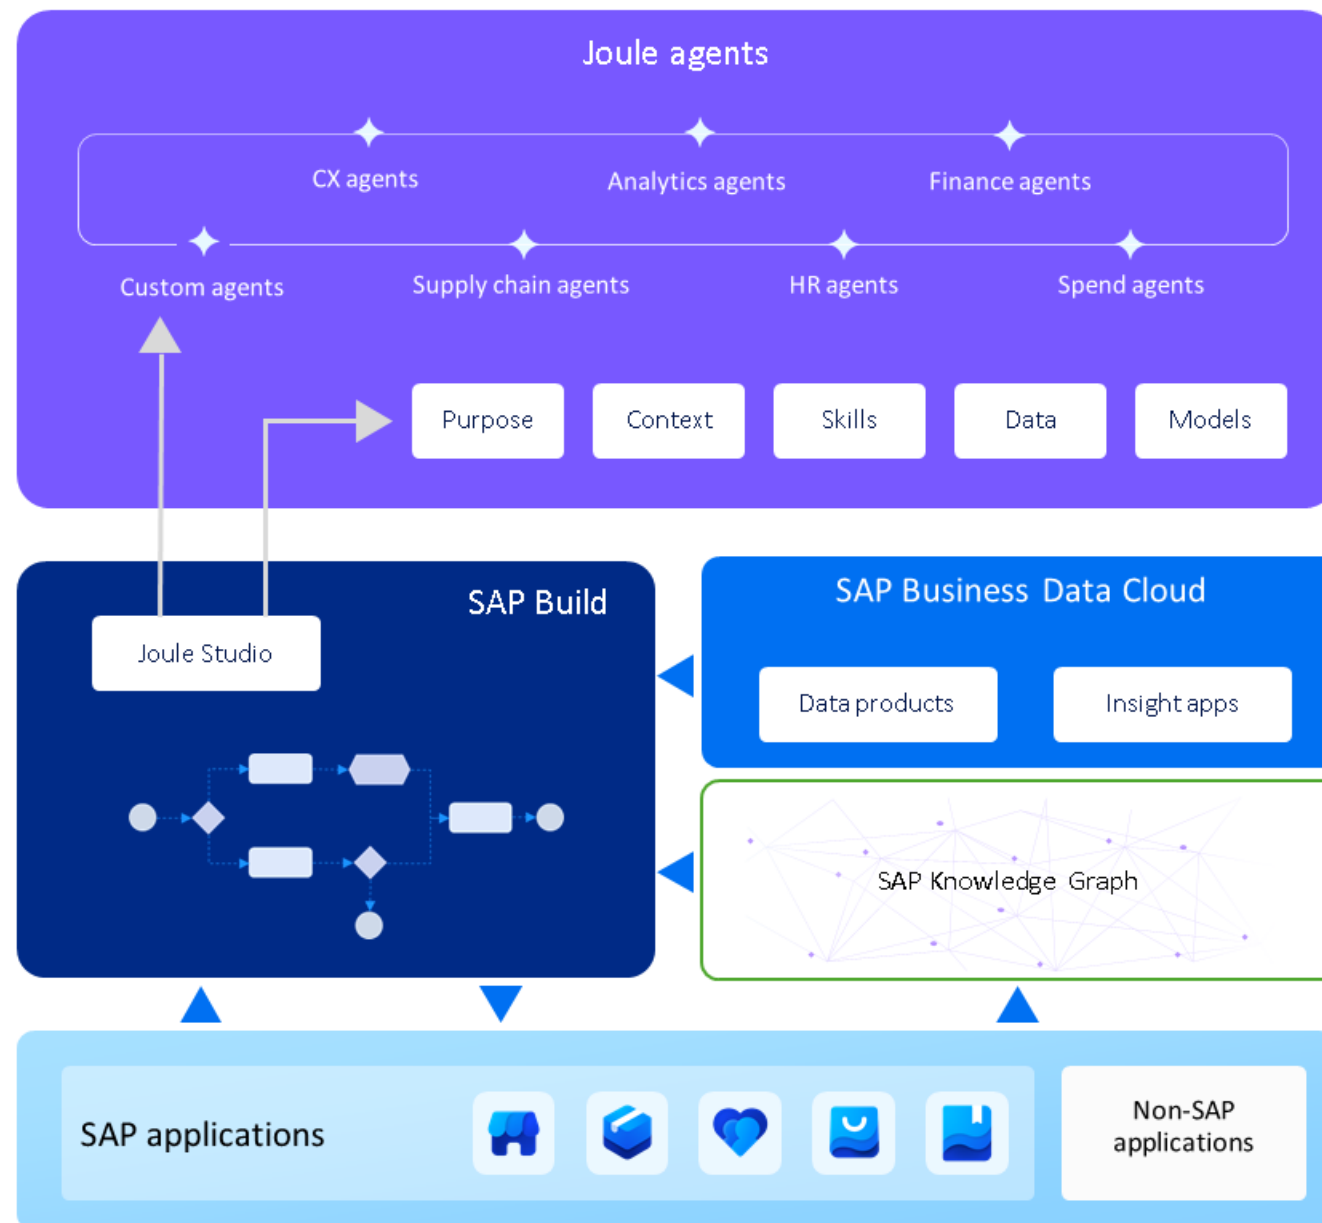 Joule agents
CX agents
Analytics agents
Finance agents
Custom agents
Supply chain agents
HR agents
Spend agents
Purpose
Context
Skills
Data
Models
SAP Build
Joule Studio
SAP Business Data Cloud
Data products
Insight apps
SAP Knowledge Graph
SAP applications
Non-SAP
applications